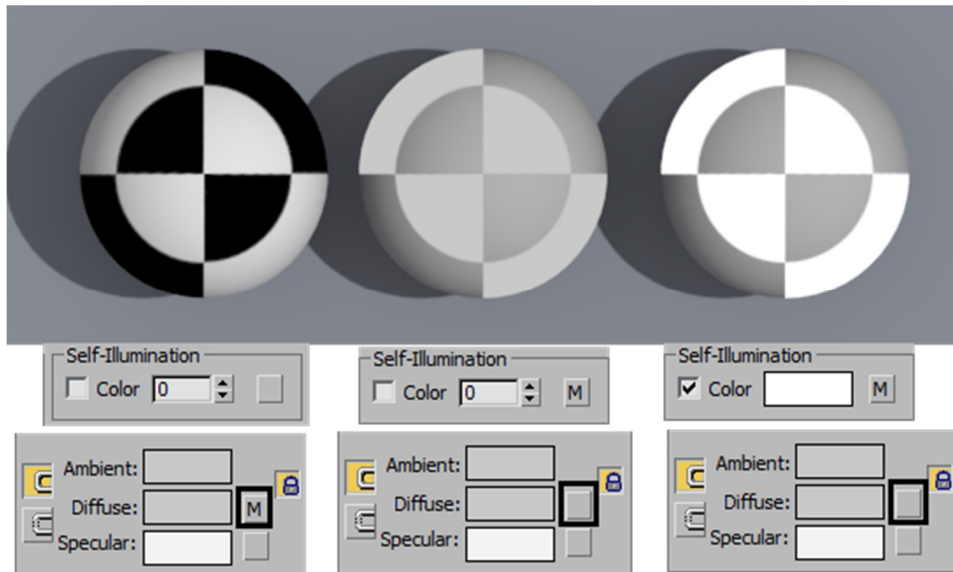 Self-Illumination
Color 0
Self-Illumination
Color 0 M
Self-Illumination
Color M
Ambient:
Diffuse: M
Specular:
Ambient:
Diffuse:
Specular:
Ambient:
Diffuse:
Specular: